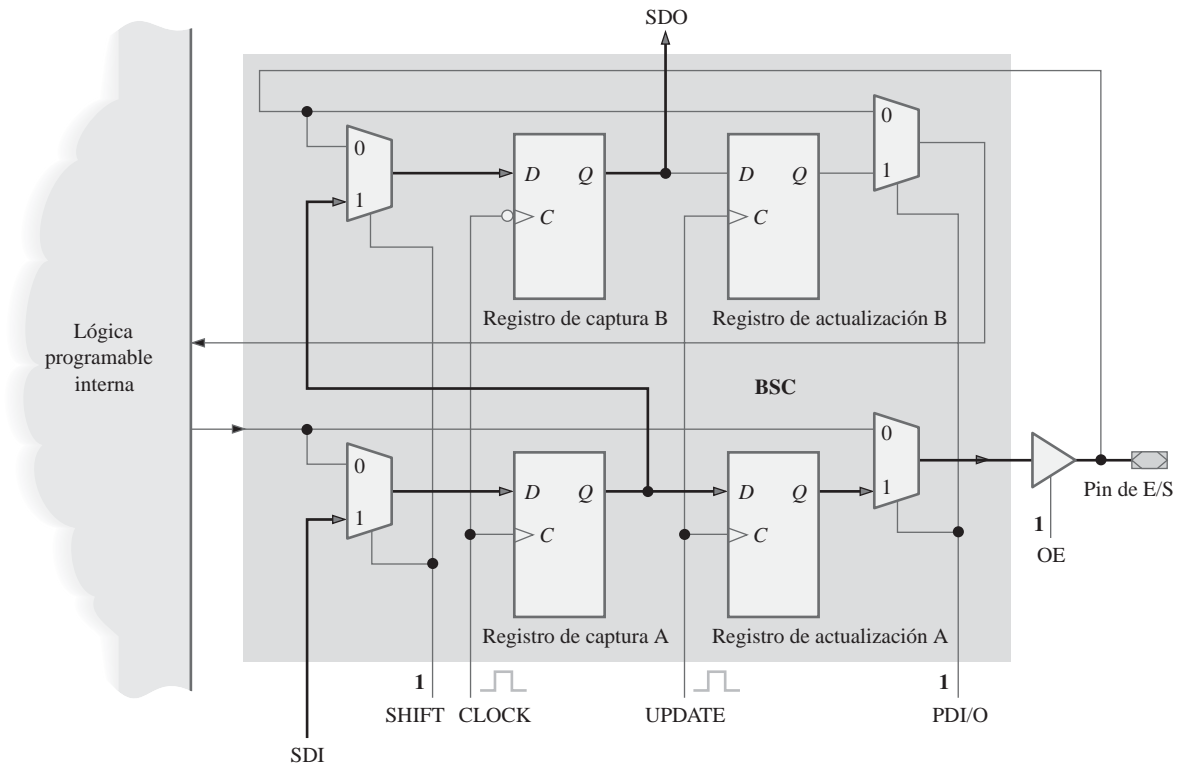 SDO
0
1
D Q
C
D Q
C
0
1
Registro de captura B
Registro de actualización B
Lógica
programable
interna
BSC
0
1
D Q
C
D Q
C
0
1
Pin de E/S
1
OE
Registro de captura A
Registro de actualización A
1
1
SHIFT
CLOCK
UPDATE
PDI/O
SDI